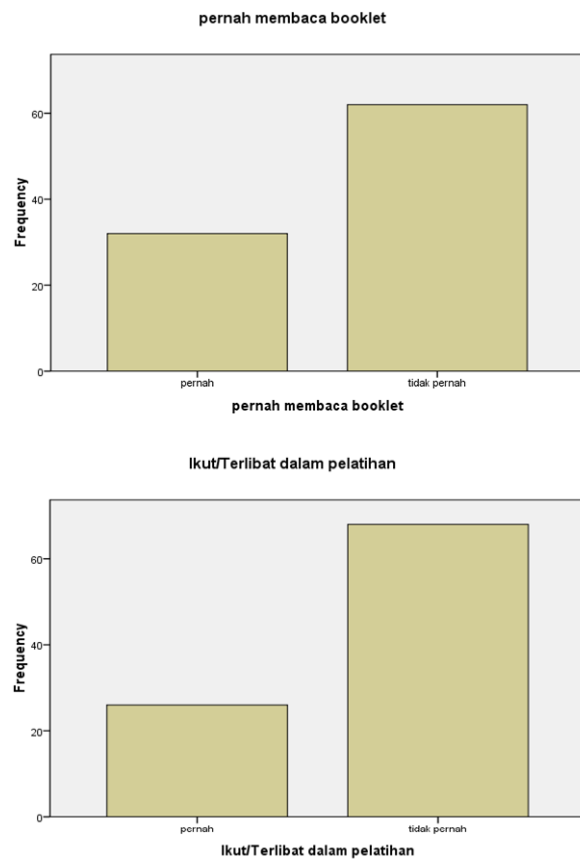 pernah membaca booklet
60
40
20
0
Frequency
pernah
tidak pernah
pernah membaca booklet
Ikut/Terlibat dalam pelatihan
60
40
20
0
Frequency
pernah
tidak pernah
Ikut/Terlibat dalam pelatihan